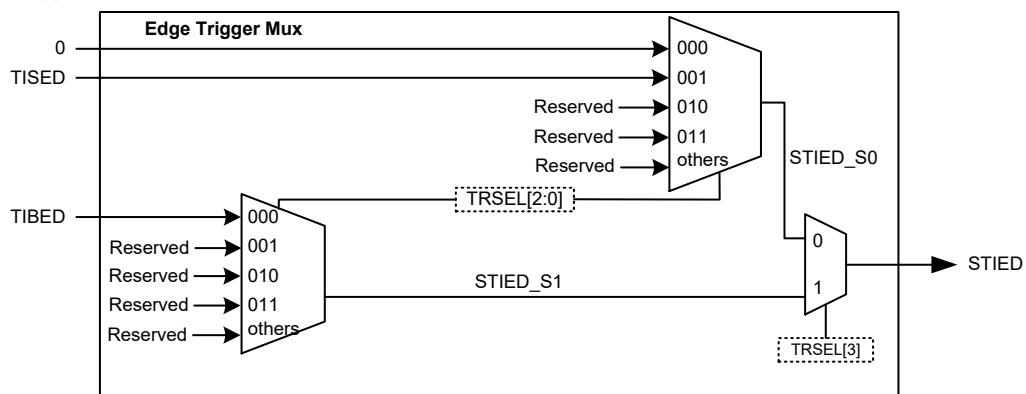 Edge Trigger Mux
0
000
TISED
001
Reserved
010
Reserved
011
Reserved
others
STIED_S0
TRSEL[2:0]
TIBED
000
Reserved
001
Reserved
010
Reserved
011
Reserved
others
STIED_S1
0
1
STIED
TRSEL[3]